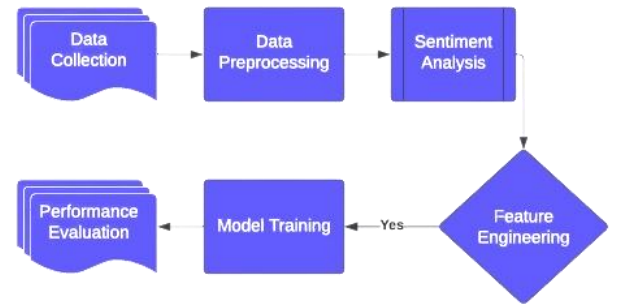 Data
Collection
Data
Preprocessing
Sentiment
Analysis
Feature
Engineering
Yes
Model Training
Performance
Evaluation